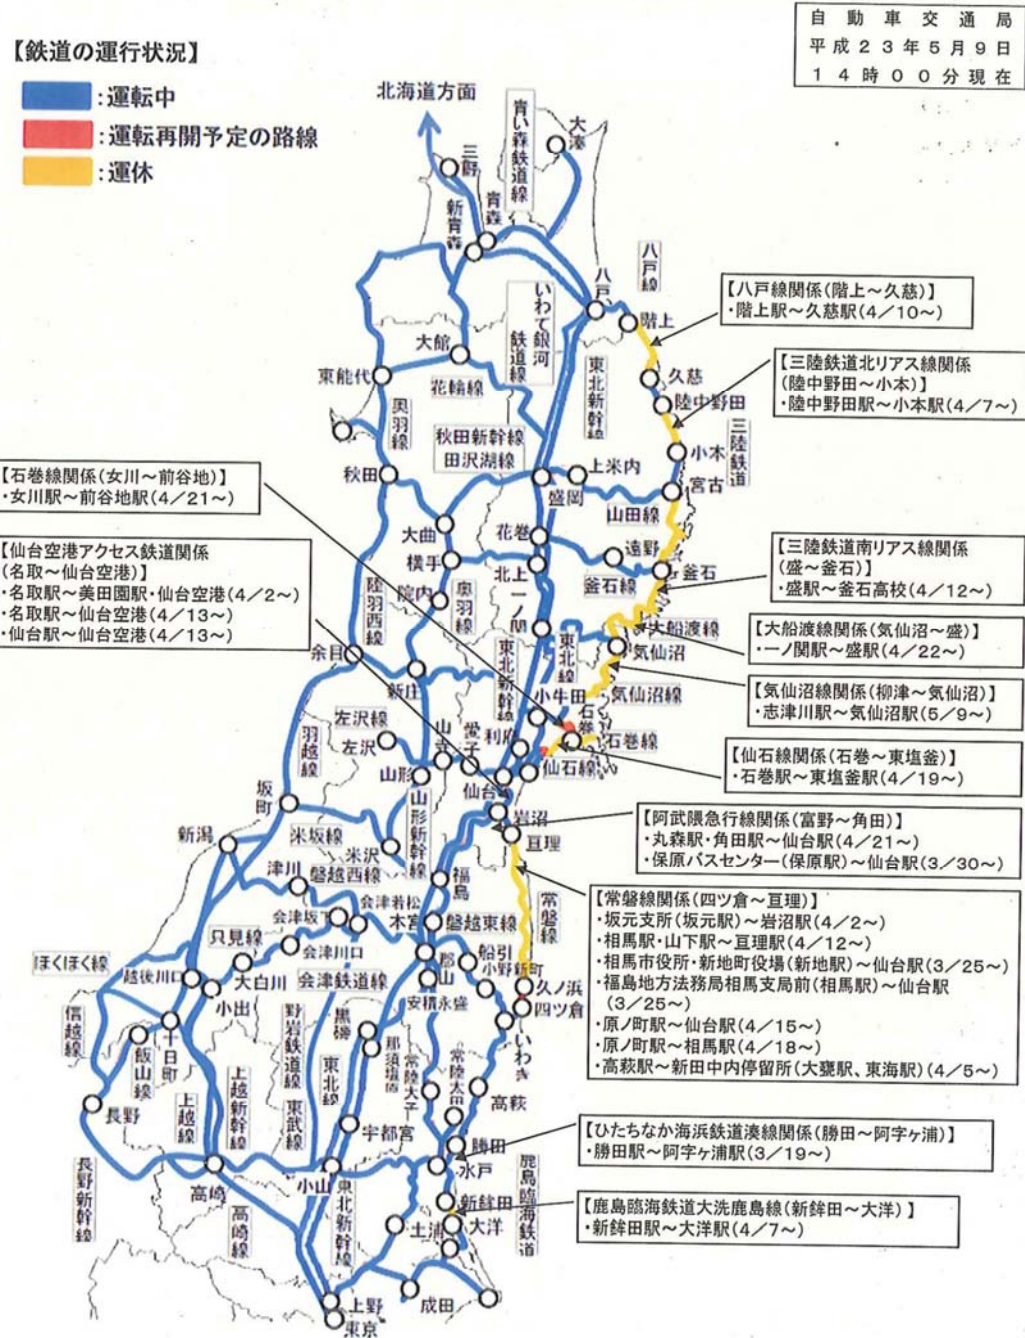 自動車交通局
平成23年5月9日
14時00分現在
【鉄道の運行状況】
:運転中
:運転再開予定の路線
:運休
北海道方面
青い森鉄道線
大湊
三厩
青森
新青森
八戸
八戸線
階上
【八戸線関係(階上～久慈)】
・階上駅～久慈駅(4/10～)
いわて銀河鉄道線
大館
花輪線
東能代
東北新幹線
久慈
陸中野田
【三陸鉄道北リアス線関係
(陸中野田～小本)】
・陸中野田駅～小本駅(4/7～)
奥羽線
秋田新幹線
田沢湖線
小本
三陸鉄道
上米内
秋田
盛岡
宮古
山田線
【石巻線関係(女川～前谷地)】
・女川駅～前谷地駅(4/21～)
大曲
花巻
遠野
横手
北上
釜石線
釜石
【仙台空港アクセス鉄道関係
(名取～仙台空港)】
・名取駅～美田園駅・仙台空港(4/2～)
・名取駅～仙台空港(4/13～)
・仙台駅～仙台空港(4/13～)
【三陸鉄道南リアス線関係
(盛～釜石)】
・盛駅～釜石高校(4/12～)
院内
奥羽線
陸羽西線
一ノ関
大船渡線
【大船渡線関係(気仙沼～盛)】
・一ノ関駅～盛駅(4/22～)
余目
新庄
東北新幹線
東北線
気仙沼
小牛田
気仙沼線
【気仙沼線関係(柳津～気仙沼)】
・志津川駅～気仙沼駅(5/9～)
左沢線
左沢
山寺
愛子
利府
石巻
石巻線
羽越線
山形
仙台
仙石線
【仙石線関係(石巻～東塩釜)】
・石巻駅～東塩釜駅(4/19～)
坂町
山形新幹線
岩沼
亘理
【阿武隈急行線関係(富野～角田)】
・丸森駅・角田駅～仙台駅(4/21～)
・保原バスセンター(保原駅)～仙台駅(3/30～)
新潟
米坂線
米沢
津川
磐越西線
福島
常磐線
【常磐線関係(四ツ倉～亘理)】
・坂元支所(坂元駅)～岩沼駅(4/2～)
・相馬駅・山下駅～亘理駅(4/12～)
・相馬市役所・新地町役場(新地駅)～仙台駅(3/25～)
・福島地方法務局相馬支局前(相馬駅)～仙台駅
(3/25～)
・原ノ町駅～仙台駅(4/15～)
・原ノ町駅～相馬駅(4/18～)
・高萩駅～新田中内停留所(大甕駅、東海駅)(4/5～)
会津坂下
会津若松
本宮
磐越東線
只見線
会津川口
船引
郡山
小野新町
ほくほく線
越後川口
大白川
会津鉄道線
安積永盛
久ノ浜
四ツ倉
小出
いわき
信越線
飯山線
十日町
野岩鉄道線
黒磯
那須塩原
常陸大子
常陸太田
上越線
上越新幹線
東武線
東北線
高萩
長野
宇都宮
勝田
水戸
【ひたちなか海浜鉄道湊線関係(勝田～阿字ヶ浦)】
・勝田駅～阿字ヶ浦駅(3/19～)
長野新幹線
高崎
小山
鹿島臨海鉄道
高崎線
東北新幹線
新鉾田
大洋
土浦
【鹿島臨海鉄道大洗鹿島線(新鉾田～大洋)】
・新鉾田駅～大洋駅(4/7～)
上野
成田
東京